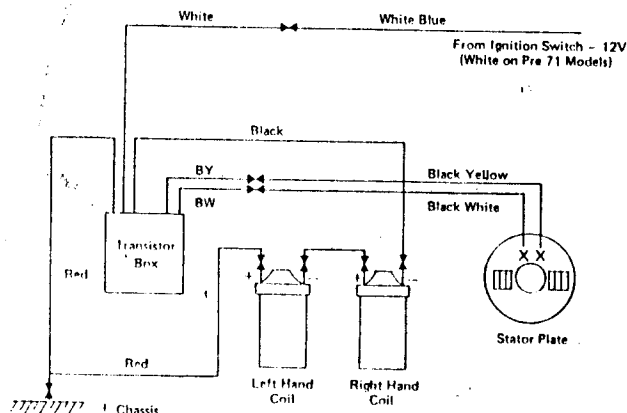 White
White Blue
From Ignition Switch - 12V
(White on Pre 71 Models)
Black
BY
Black Yellow
BW
Black White
Transistor
Box
Red
+
-
+
-
Stator Plate
Red
Left Hand
Coil
Right Hand
Coil
Chassis